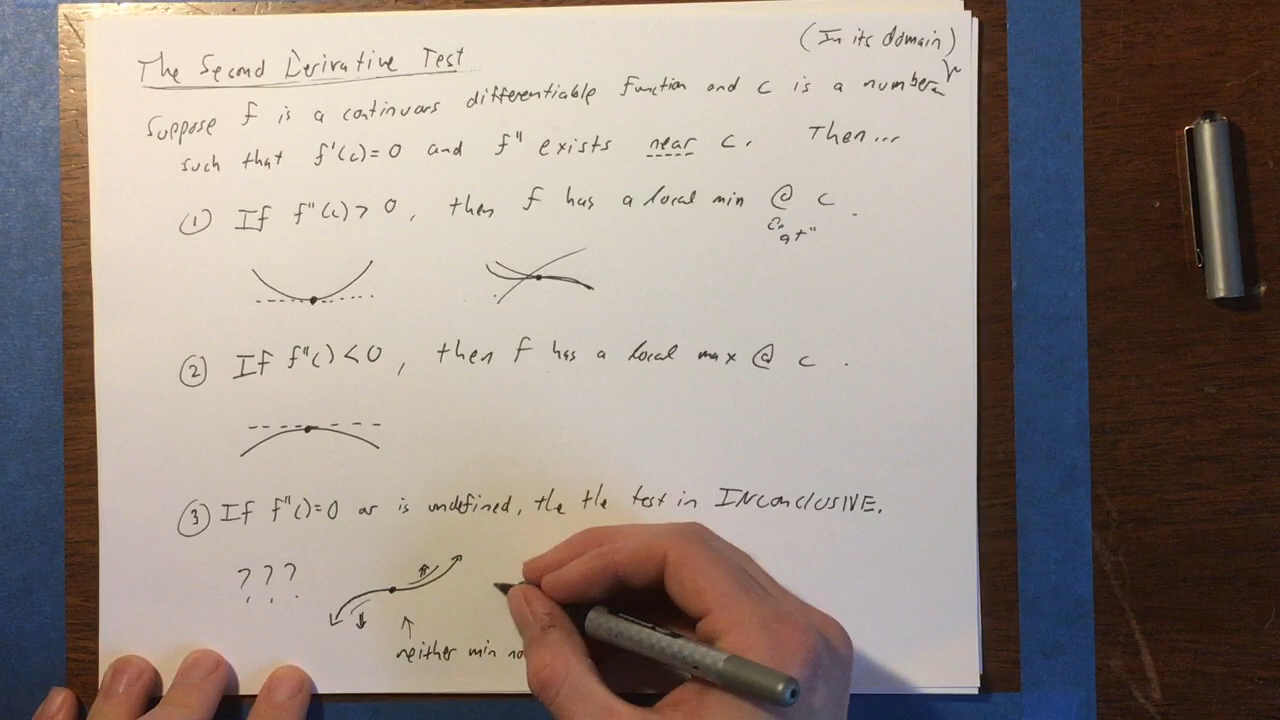 The Second Derivative Test
(In its domain)
Suppose f is a continuous differentiable function and c is a number
such that f'(c)=0 and f" exists near c. Then...
① If f"(c) > 0, then f has a local min @ c.
"at"
② If f"(c) < 0, then f has a local max @ c.
③ If f"(c)=0 or is undefined, the the test in INCONCLUSIVE.
???
neither min